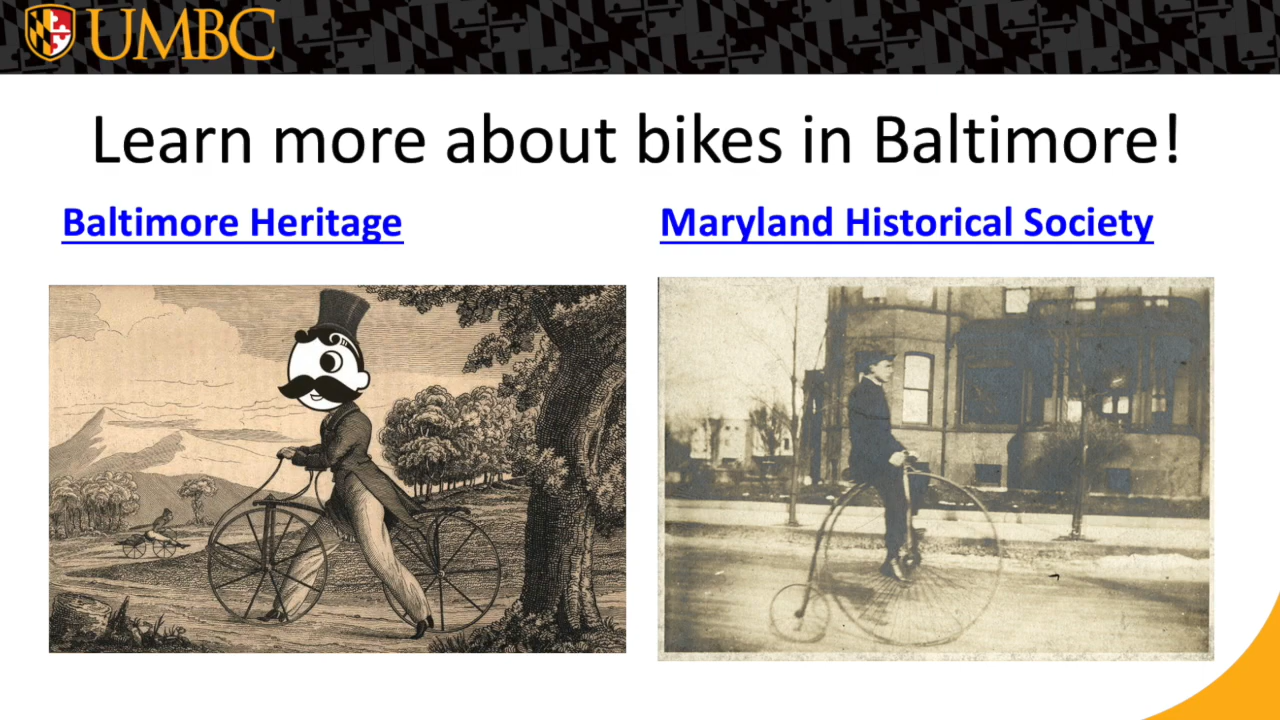 UMBC
Learn more about bikes in Baltimore!
Baltimore Heritage
Maryland Historical Society